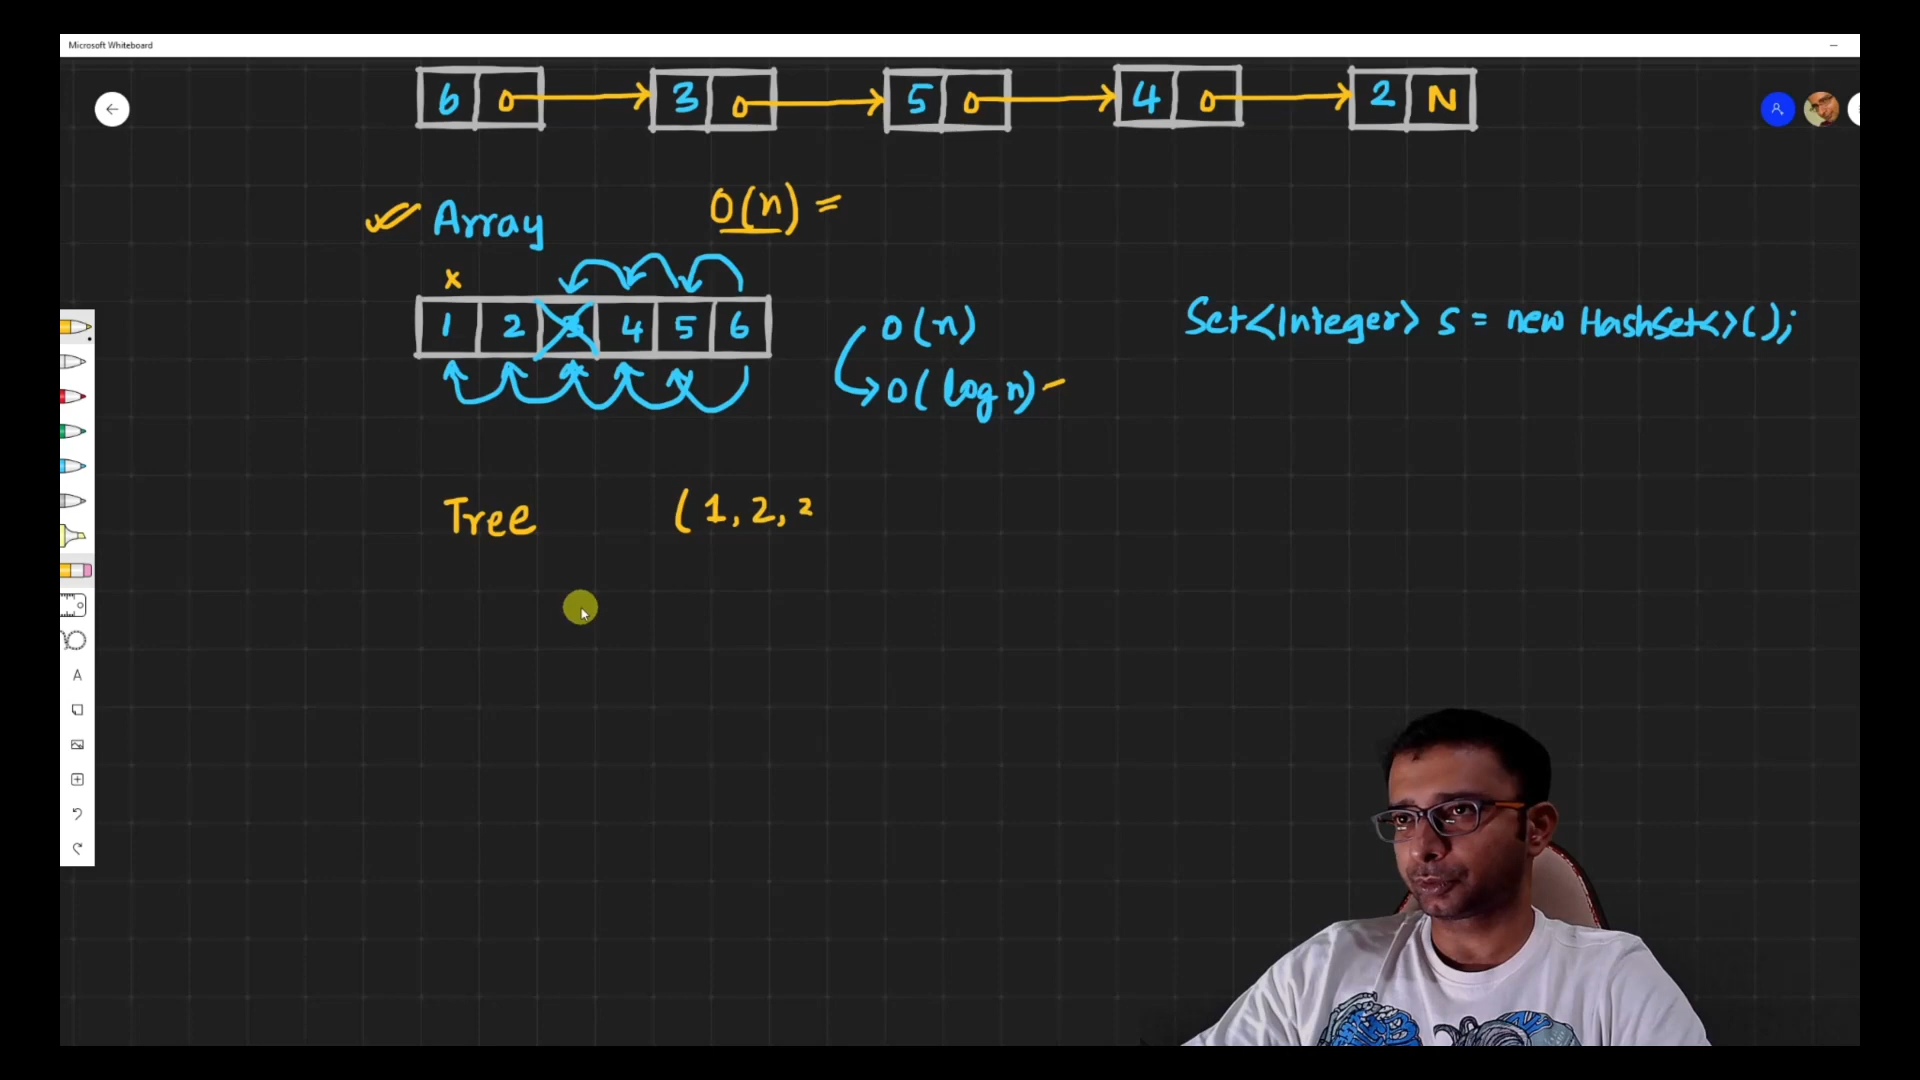 Microsoft Whiteboard
6 0 3 0 5 0 4 0 2 N
Array O(n) =
x
1 2 3 4 5 6
O(n)
O(log n)-
Set<Integer> s = new HashSet<>();
Tree (1, 2, 2
A